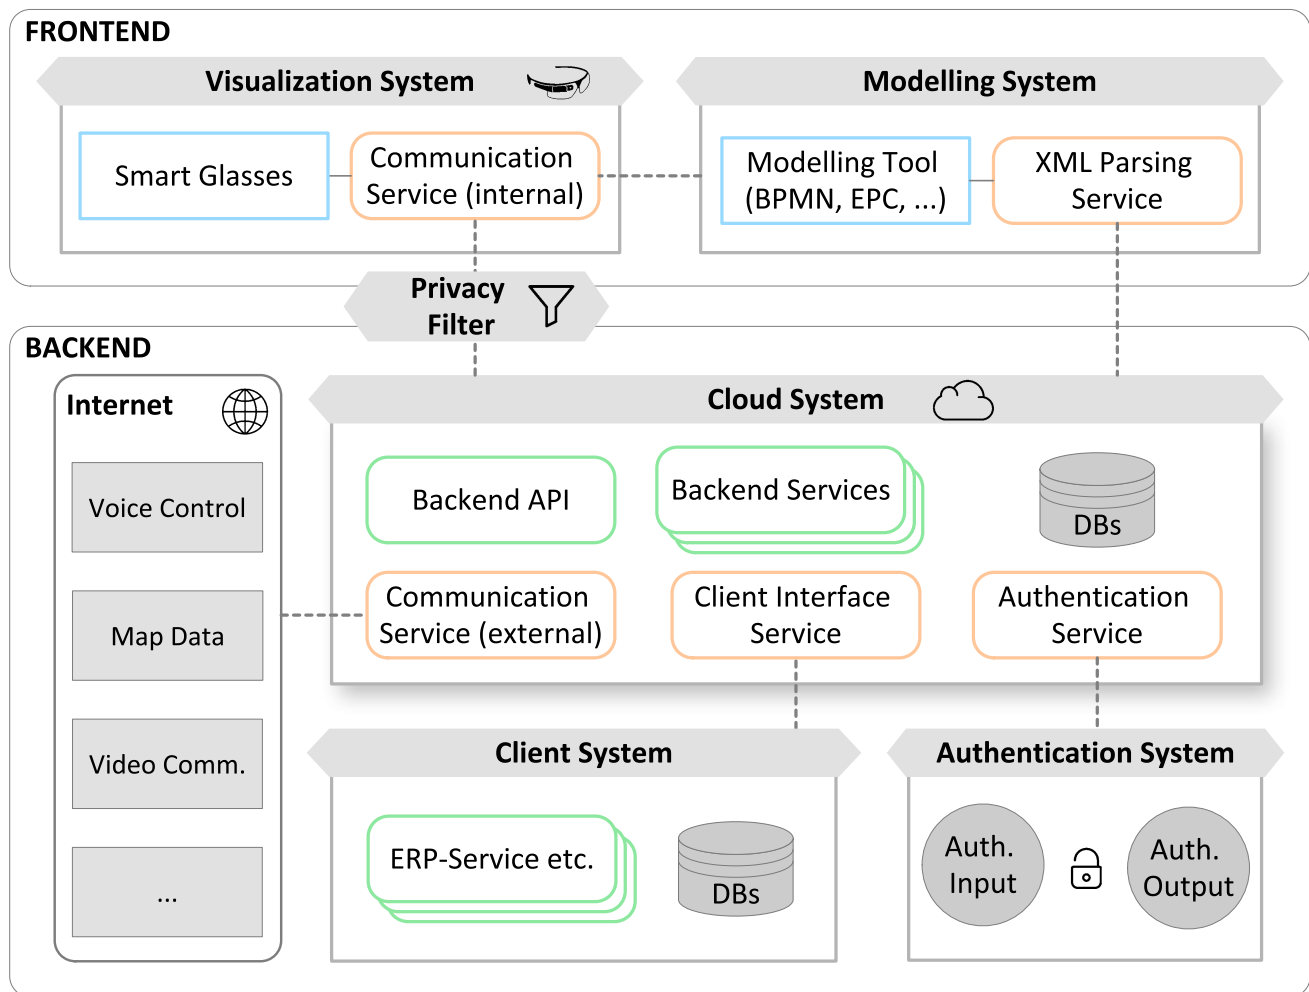 FRONTEND
Visualization System
Smart Glasses
Communication
Service (internal)
Modelling System
Modelling Tool
(BPMN, EPC, ...)
XML Parsing
Service
Privacy
Filter
BACKEND
Internet
Voice Control
Map Data
Video Comm.
...
Cloud System
Backend API
Backend Services
DBs
Communication
Service (external)
Client Interface
Service
Authentication
Service
Client System
ERP-Service etc.
DBs
Authentication System
Auth.
Input
Auth.
Output